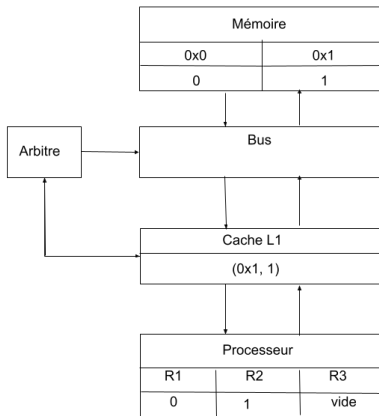 Mémoire
0x0 0x1
0 1
Bus
Arbitre
Cache L1
(0x1, 1)
Processeur
R1 R2 R3
0 1 vide